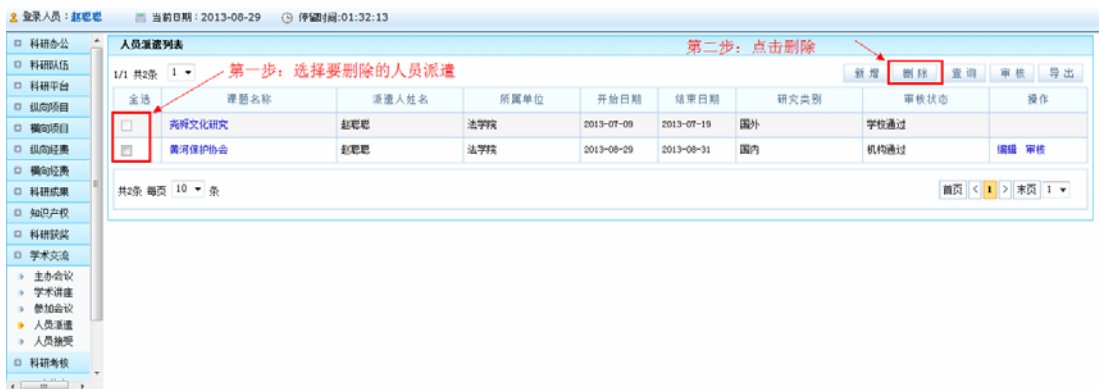 登录人员：赵聪聪 当前日期：2013-08-29 停留时间:01:32:13
科研办公
科研队伍
科研平台
纵向项目
横向项目
纵向经费
横向经费
科研成果
知识产权
科研获奖
学术交流
主办会议
学术讲座
参加会议
人员派遣
人员接受
科研考核
人员派遣列表
第二步：点击删除
1/1 共2条 1
第一步：选择要删除的人员派遣
新增 删除 查询 审核 导出
全选 课题名称 派遣人姓名 所属单位 开始日期 结束日期 研究类别 审核状态 操作
尧舜文化研究 赵聪聪 法学院 2013-07-09 2013-07-19 国外 学校通过
黄河保护协会 赵聪聪 法学院 2013-08-29 2013-08-31 国内 机构通过 编辑 审核
共2条 每页 10 条
首页 < 1 > 末页 1